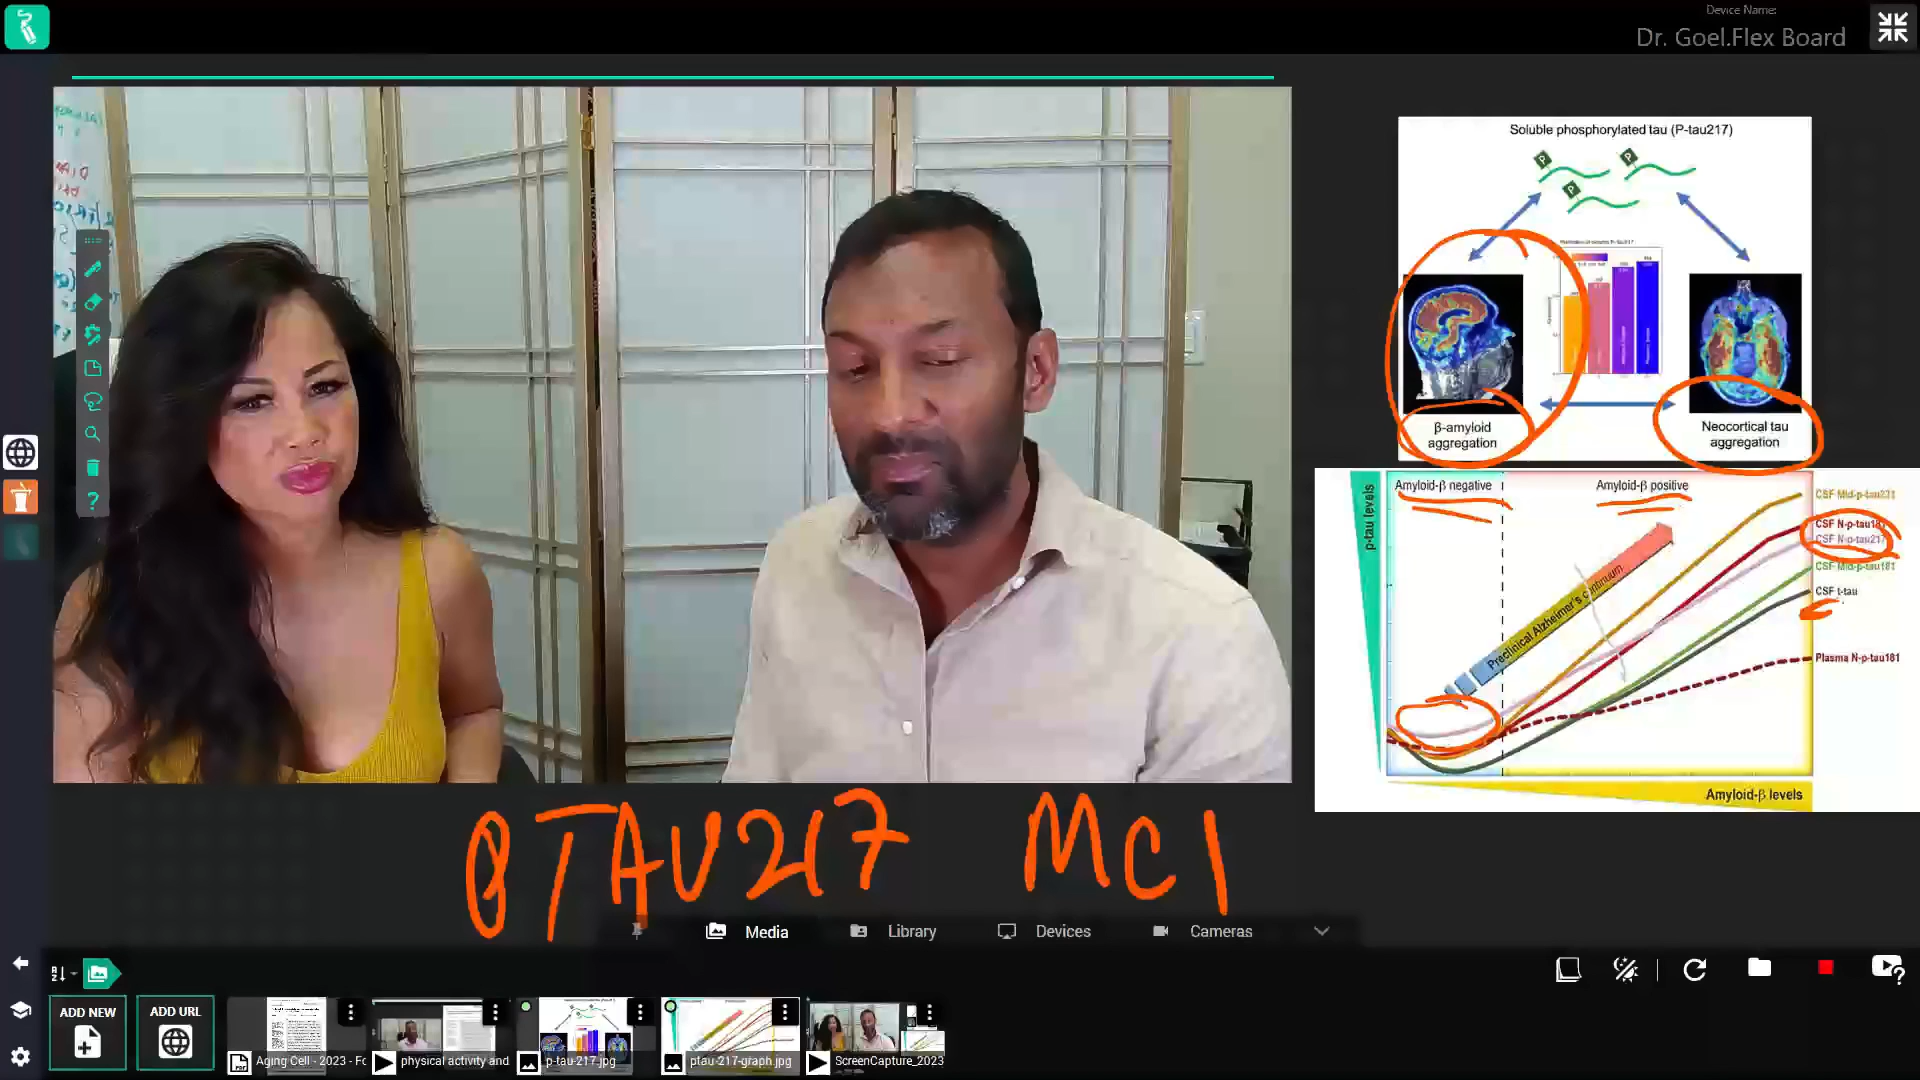 Device Name:
Dr. Goel.Flex Board
Soluble phosphorylated tau (P-tau217)
P
P
P
β-amyloid
aggregation
Neocortical tau
aggregation
p-tau levels
Amyloid-β negative
Amyloid-β positive
Preclinical Alzheimer's continuum
CSF Mid-p-tau231
CSF N-p-tau181
CSF N-p-tau217
CSF Mid-p-tau181
CSF t-tau
Plasma N-p-tau181
Amyloid-β levels
PTAU217 MCI
Media
Library
Devices
Cameras
ADD NEW
ADD URL
Aging Cell - 2023 - Fc
physical activity and
p-tau-217.jpg
ptau-217-graph.jpg
ScreenCapture_2023